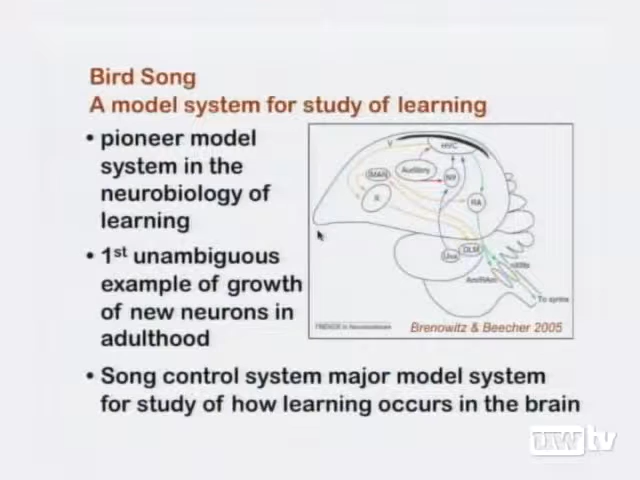 Bird Song
A model system for study of learning
• pioneer model
system in the
neurobiology of
learning
• 1st unambiguous
example of growth
of new neurons in
adulthood
V
HVC
Auditory
lMAN
NIf
X
RA
Uva
DLM
nXIIts
Am/RAm
To syrinx
TRENDS in Neurosciences
Brenowitz & Beecher 2005
• Song control system major model system
for study of how learning occurs in the brain
UWtv